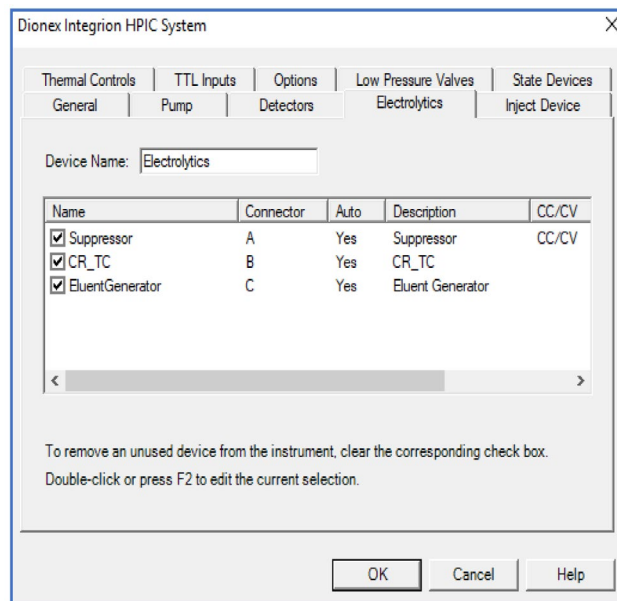 Dionex Integrion HPIC System
Thermal Controls TTL Inputs Options Low Pressure Valves State Devices
General Pump Detectors Electrolytics Inject Device
Device Name: Electrolytics
Name Connector Auto Description CC/CV
Suppressor A Yes Suppressor CC/CV
CR_TC B Yes CR_TC
EluentGenerator C Yes Eluent Generator
To remove an unused device from the instrument, clear the corresponding check box.
Double-click or press F2 to edit the current selection.
OK Cancel Help